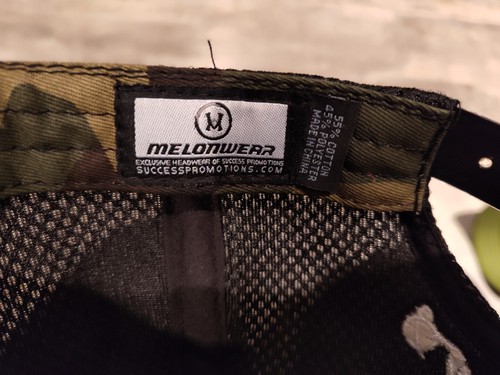 M
MELONWEAR
EXCLUSIVE HEADWEAR OF SUCCESS PROMOTIONS
SUCCESSPROMOTIONS.COM
55% COTTON
45% POLYESTER
MADE IN CHINA